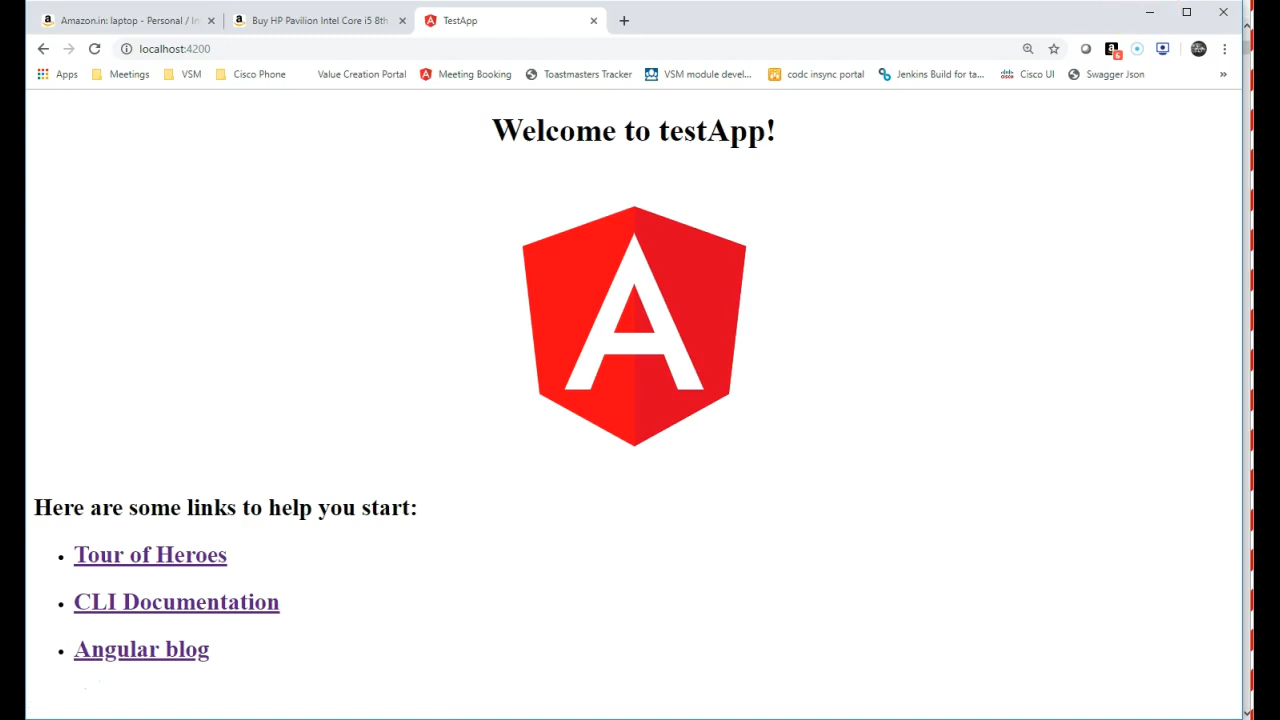 Amazon.in: laptop - Personal / In
Buy HP Pavilion Intel Core i5 8th
TestApp
localhost:4200
a
6
Apps
Meetings
VSM
Cisco Phone
Value Creation Portal
Meeting Booking
Toastmasters Tracker
VSM module devel...
codc insync portal
Jenkins Build for ta...
Cisco UI
Swagger Json
»
Welcome to testApp!
A
Here are some links to help you start:
• Tour of Heroes
• CLI Documentation
• Angular blog